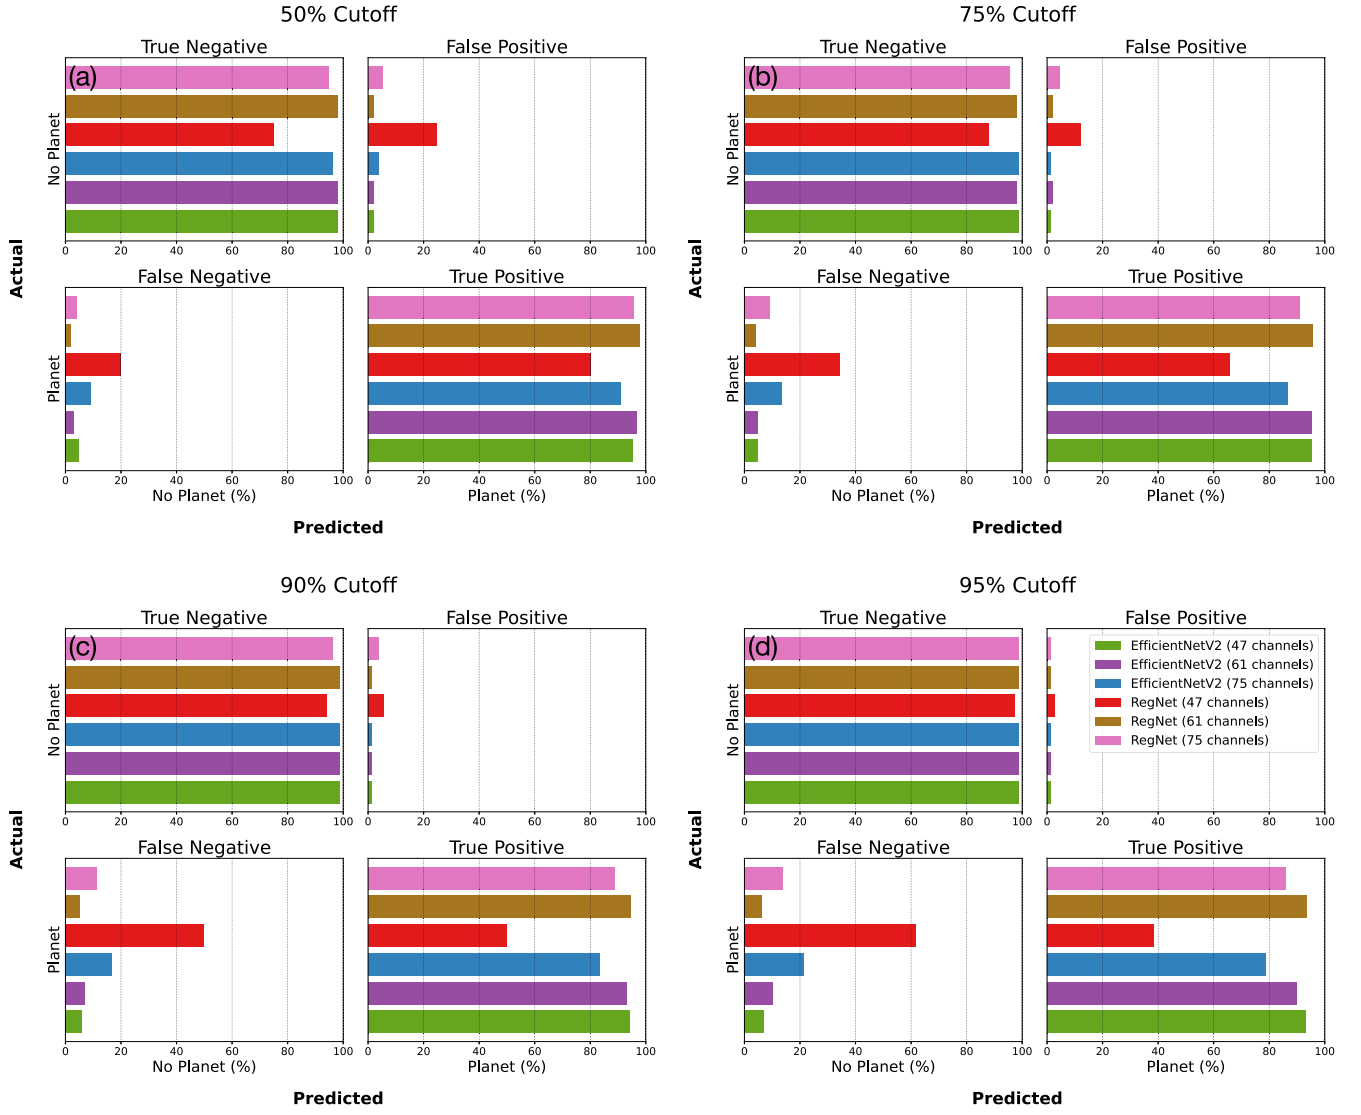 50% Cutoff
75% Cutoff
True Negative
False Positive
True Negative
False Positive
(a)
(b)
No Planet
No Planet
0 20 40 60 80 100
0 20 40 60 80 100
0 20 40 60 80 100
0 20 40 60 80 100
Actual
Actual
False Negative
True Positive
False Negative
True Positive
Planet
Planet
0 20 40 60 80 100
0 20 40 60 80 100
0 20 40 60 80 100
0 20 40 60 80 100
No Planet (%)
Planet (%)
No Planet (%)
Planet (%)
Predicted
Predicted
90% Cutoff
95% Cutoff
True Negative
False Positive
True Negative
False Positive
(c)
(d)
EfficientNetV2 (47 channels)
EfficientNetV2 (61 channels)
EfficientNetV2 (75 channels)
RegNet (47 channels)
RegNet (61 channels)
RegNet (75 channels)
No Planet
No Planet
0 20 40 60 80 100
0 20 40 60 80 100
0 20 40 60 80 100
0 20 40 60 80 100
Actual
Actual
False Negative
True Positive
False Negative
True Positive
Planet
Planet
0 20 40 60 80 100
0 20 40 60 80 100
0 20 40 60 80 100
0 20 40 60 80 100
No Planet (%)
Planet (%)
No Planet (%)
Planet (%)
Predicted
Predicted